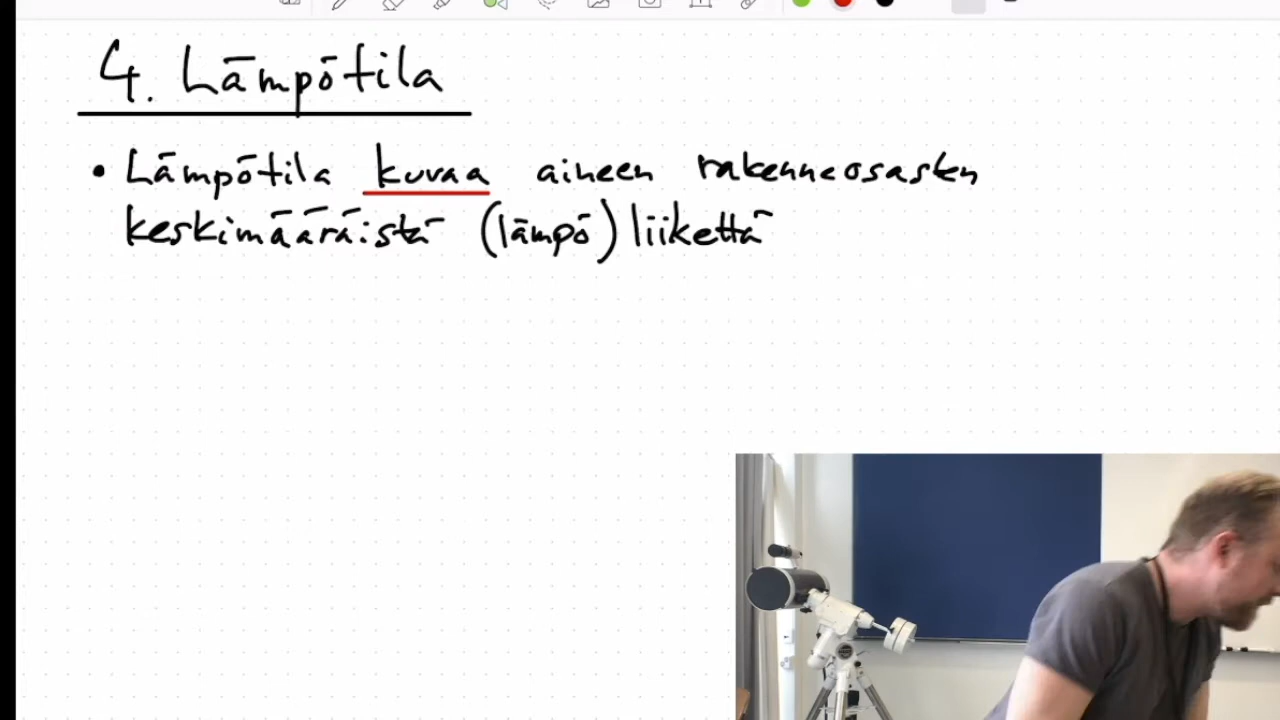 4. Lämpötila
• Lämpötila kuvaa aineen rakenneosasten
keskimääräistä (lämpö)liikettä